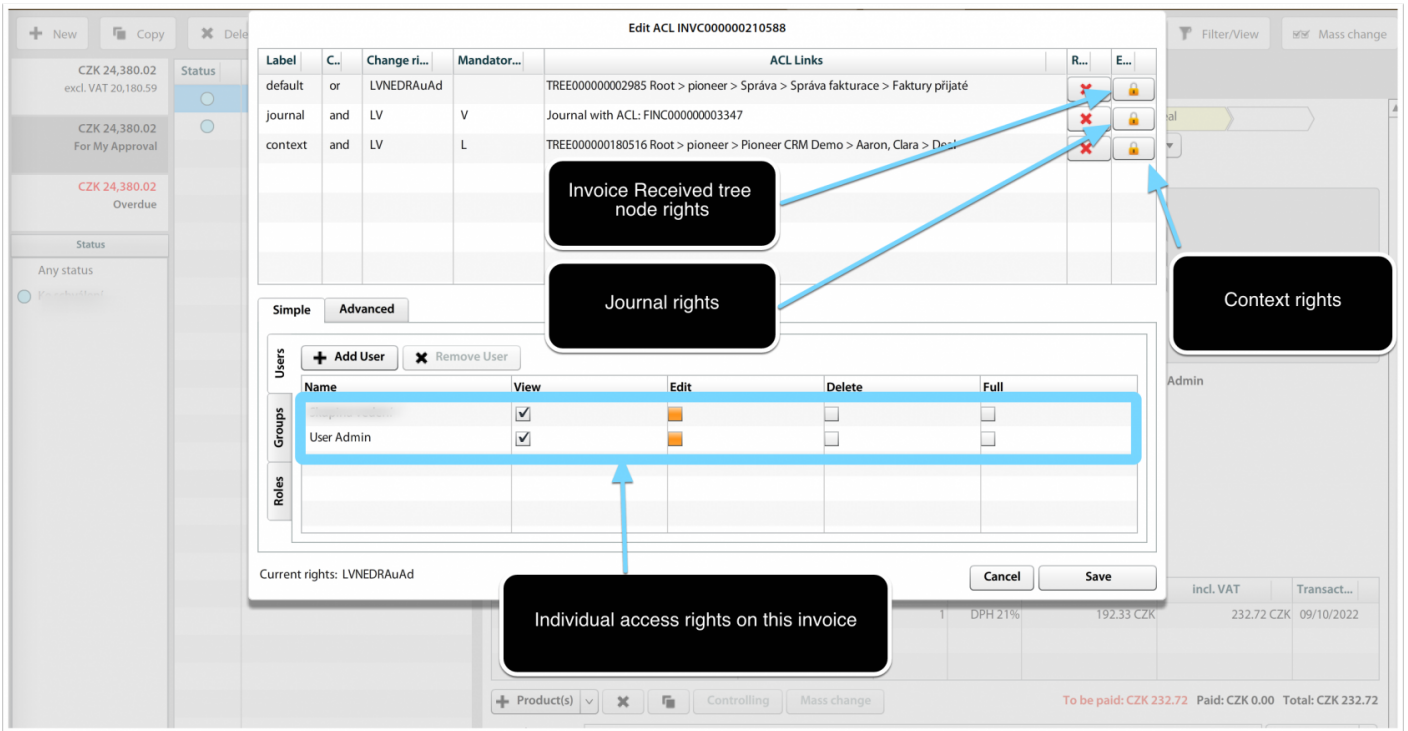 Edit ACL INVC000000210588
New
Copy
Dele
Filter/View
Mass change
CZK 24,380.02
excl. VAT 20,180.59
CZK 24,380.02
For My Approval
CZK 24,380.02
Overdue
Status
Any status
Status
Label C.. Change ri... Mandator... ACL Links R... E...
default or LVNEDRAuAd TREE000000002985 Root > pioneer > Správa > Správa fakturace > Faktury přijaté
journal and LV V Journal with ACL: FINC000000003347
context and LV L TREE000000180516 Root > pioneer > Pioneer CRM Demo > Aaron, Clara > Deal
Invoice Received tree
node rights
Journal rights
Context rights
Simple Advanced
Users
Groups
Roles
Add User Remove User
Name View Edit Delete Full
User Admin
Admin
Individual access rights on this invoice
Current rights: LVNEDRAuAd
Cancel Save
incl. VAT Transact...
1 DPH 21% 192.33 CZK 232.72 CZK 09/10/2022
Product(s) Controlling Mass change
To be paid: CZK 232.72 Paid: CZK 0.00 Total: CZK 232.72